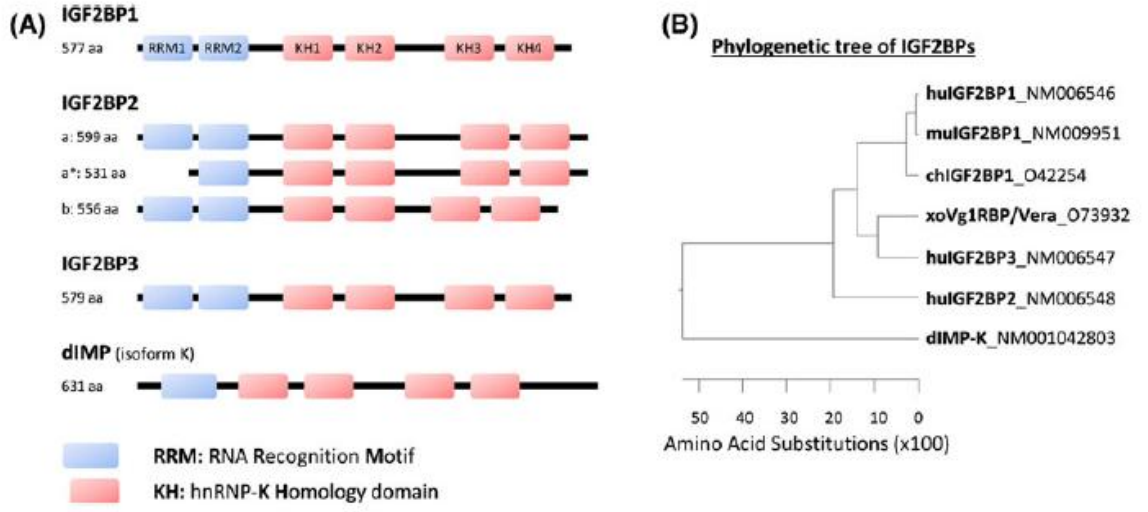 (A)
IGF2BP1
577 aa
RRM1 RRM2 KH1 KH2 KH3 KH4
IGF2BP2
a: 599 aa
a*: 531 aa
b: 556 aa
IGF2BP3
579 aa
dIMP (isoform K)
631 aa
RRM: RNA Recognition Motif
KH: hnRNP-K Homology domain
(B)
Phylogenetic tree of IGF2BPs
huIGF2BP1_NM006546
muIGF2BP1_NM009951
chIGF2BP1_O42254
xoVg1RBP/Vera_O73932
huIGF2BP3_NM006547
huIGF2BP2_NM006548
dIMP-K_NM001042803
50 40 30 20 10 0
Amino Acid Substitutions (x100)